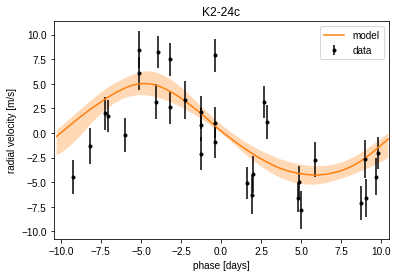 K2-24c
model
data
radial velocity [m/s]
10.0
7.5
5.0
2.5
0.0
−2.5
−5.0
−7.5
−10.0
−10.0 −7.5 −5.0 −2.5 0.0 2.5 5.0 7.5 10.0
phase [days]